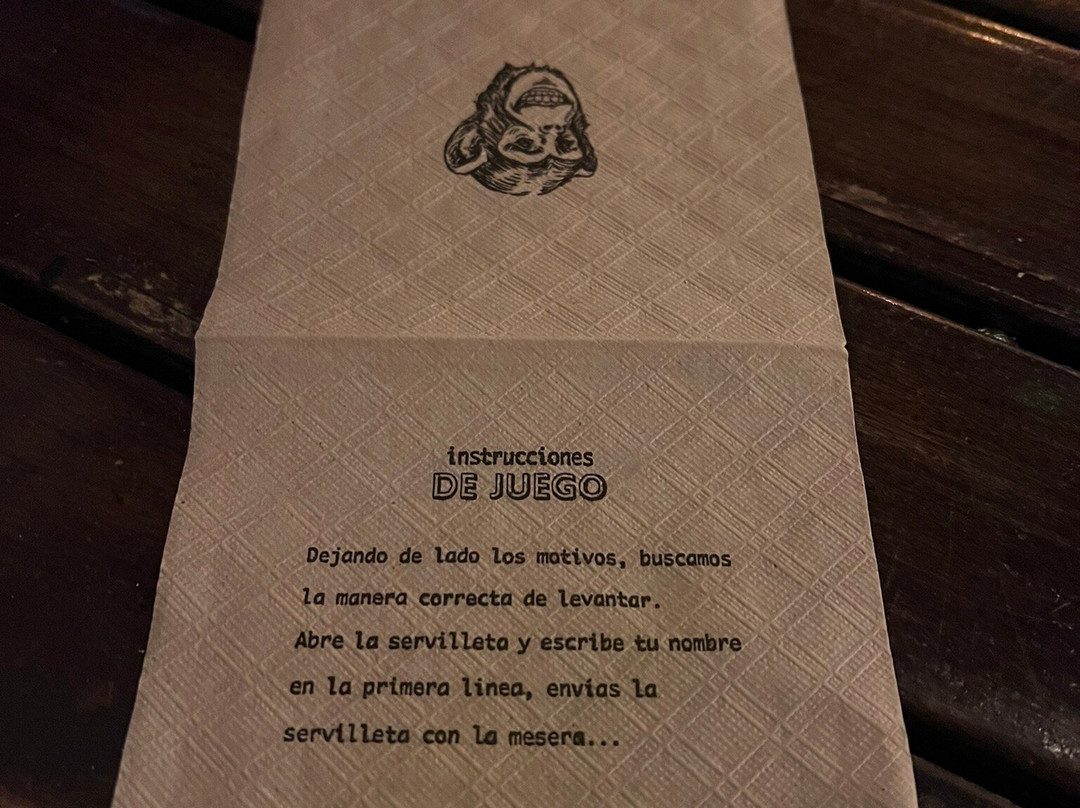 instrucciones
DE JUEGO
Dejando de lado los motivos, buscamos
la manera correcta de levantar.
Abre la servilleta y escribe tu nombre
en la primera linea, envias la
servilleta con la mesera...